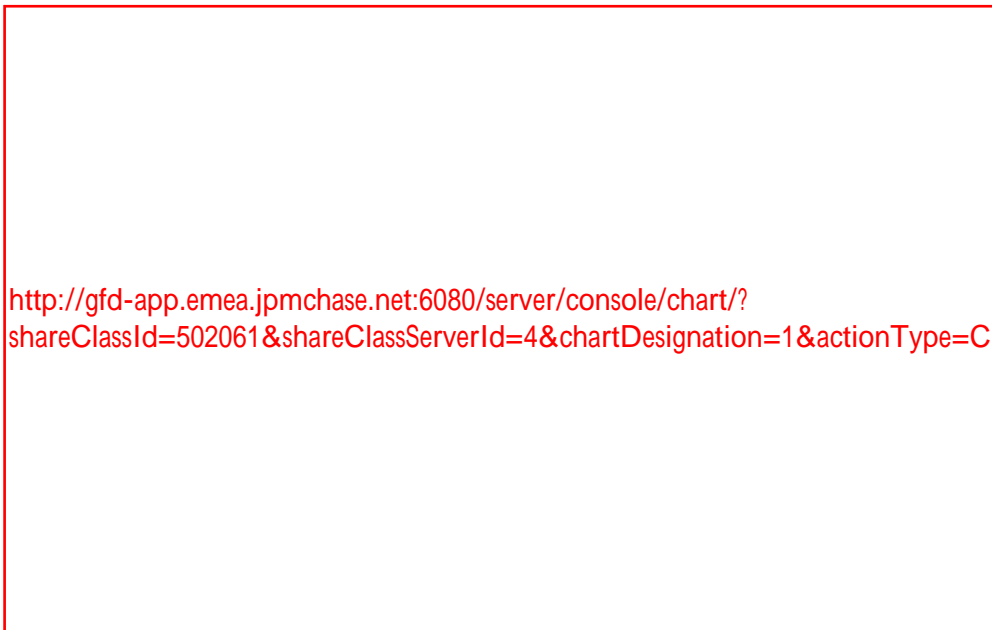 http://gfd-app.emea.jpmchase.net:6080/server/console/chart/?
shareClassId=502061&shareClassServerId=4&chartDesignation=1&actionType=C